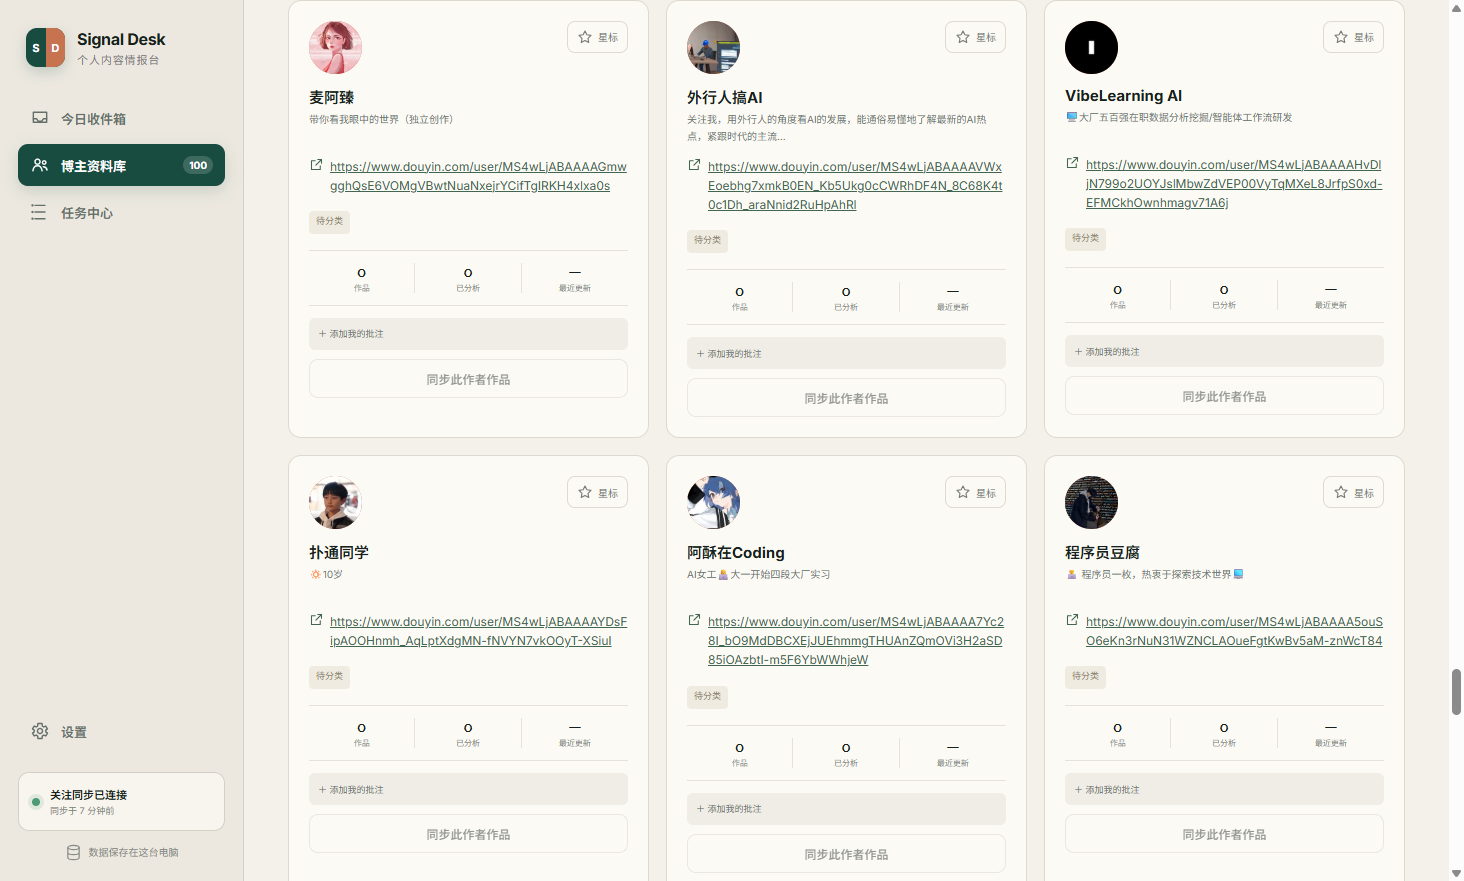 S D
Signal Desk
个人内容情报台
今日收件箱
博主资料库 100
任务中心
设置
关注同步已连接
同步于 7 分钟前
数据保存在这台电脑
星标
麦阿臻
带你看我眼中的世界（独立创作）
https://www.douyin.com/user/MS4wLjABAAAAGmw
gghQsE6VOMgVBwtNuaNxejrYCifTgIRKH4xlxa0s
待分类
0 0 —
作品 已分析 最近更新
+ 添加我的批注
同步此作者作品
星标
外行人搞AI
关注我，用外行人的角度看AI的发展，能通俗易懂地了解最新的AI热
点，紧跟时代的主流...
https://www.douyin.com/user/MS4wLjABAAAAVWx
Eoebhg7xmkB0EN_Kb5Ukg0cCWRhDF4N_8C68K4t
0c1Dh_araNnid2RuHpAhRI
待分类
0 0 —
作品 已分析 最近更新
+ 添加我的批注
同步此作者作品
星标
VibeLearning AI
大厂五百强在职数据分析挖掘/智能体工作流研发
https://www.douyin.com/user/MS4wLjABAAAAHvDl
jN799o2UOYJsIMbwZdVEP00VyTqMXeL8JrfpS0xd-
EFMCkhOwnhmagv71A6j
待分类
0 0 —
作品 已分析 最近更新
+ 添加我的批注
同步此作者作品
星标
扑通同学
🔆10岁
https://www.douyin.com/user/MS4wLjABAAAAYDsF
ipAOOHnmh_AqLptXdgMN-fNVYN7vkOOyT-XSiuI
待分类
0 0 —
作品 已分析 最近更新
+ 添加我的批注
同步此作者作品
星标
阿酥在Coding
AI女工 大一开始四段大厂实习
https://www.douyin.com/user/MS4wLjABAAAA7Yc2
8I_bO9MdDBCXEjJUEhmmgTHUAnZQmOVi3H2aSD
85iOAzbtI-m5F6YbWWhjeW
待分类
0 0 —
作品 已分析 最近更新
+ 添加我的批注
同步此作者作品
星标
程序员豆腐
程序员一枚，热衷于探索技术世界
https://www.douyin.com/user/MS4wLjABAAAA5ouS
O6eKn3rNuN31WZNCLAOueFgtKwBv5aM-znWcT84
待分类
0 0 —
作品 已分析 最近更新
+ 添加我的批注
同步此作者作品